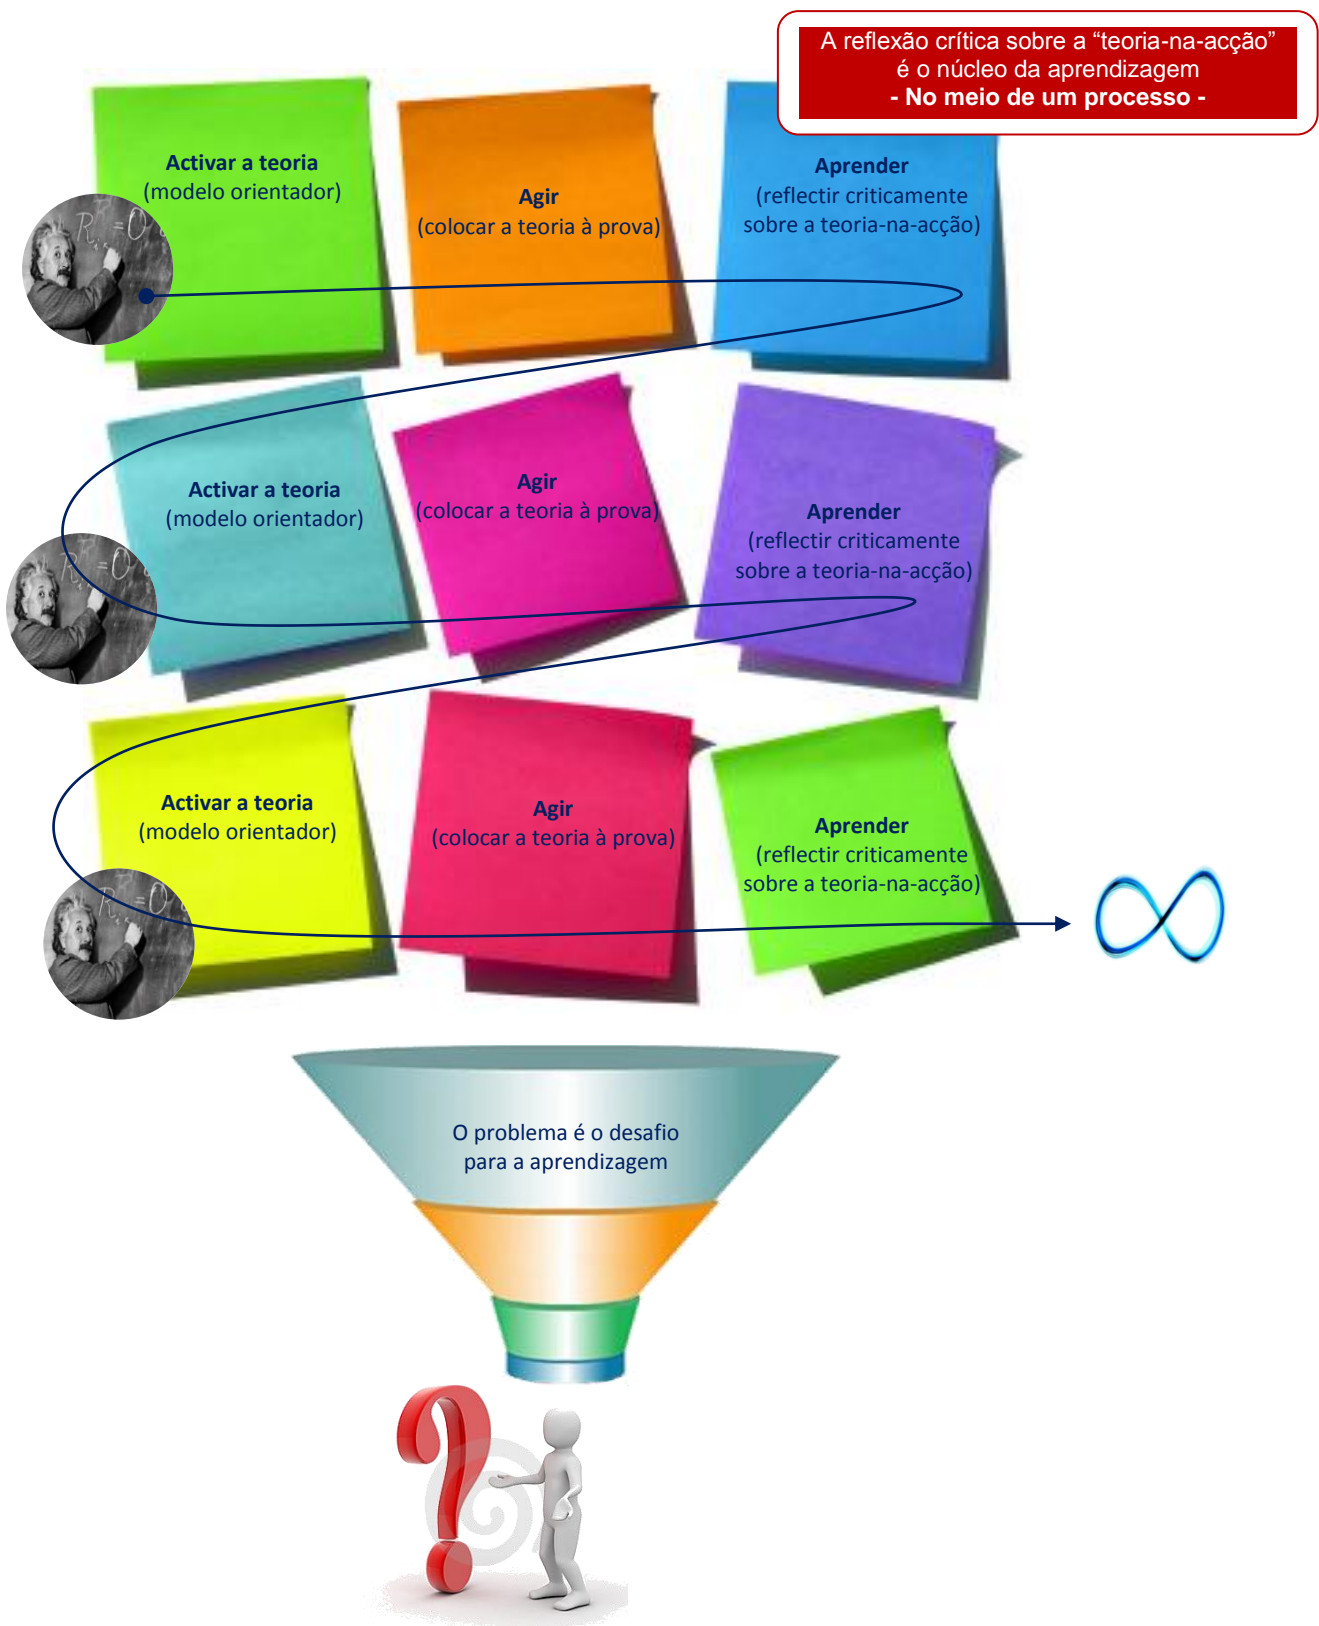 A reflexão crítica sobre a “teoria-na-acção”
é o núcleo da aprendizagem
- No meio de um processo -
Activar a teoria
(modelo orientador)
Agir
(colocar a teoria à prova)
Aprender
(reflectir criticamente
sobre a teoria-na-acção)
Activar a teoria
(modelo orientador)
Agir
(colocar a teoria à prova)
Aprender
(reflectir criticamente
sobre a teoria-na-acção)
Activar a teoria
(modelo orientador)
Agir
(colocar a teoria à prova)
Aprender
(reflectir criticamente
sobre a teoria-na-acção)
O problema é o desafio
para a aprendizagem